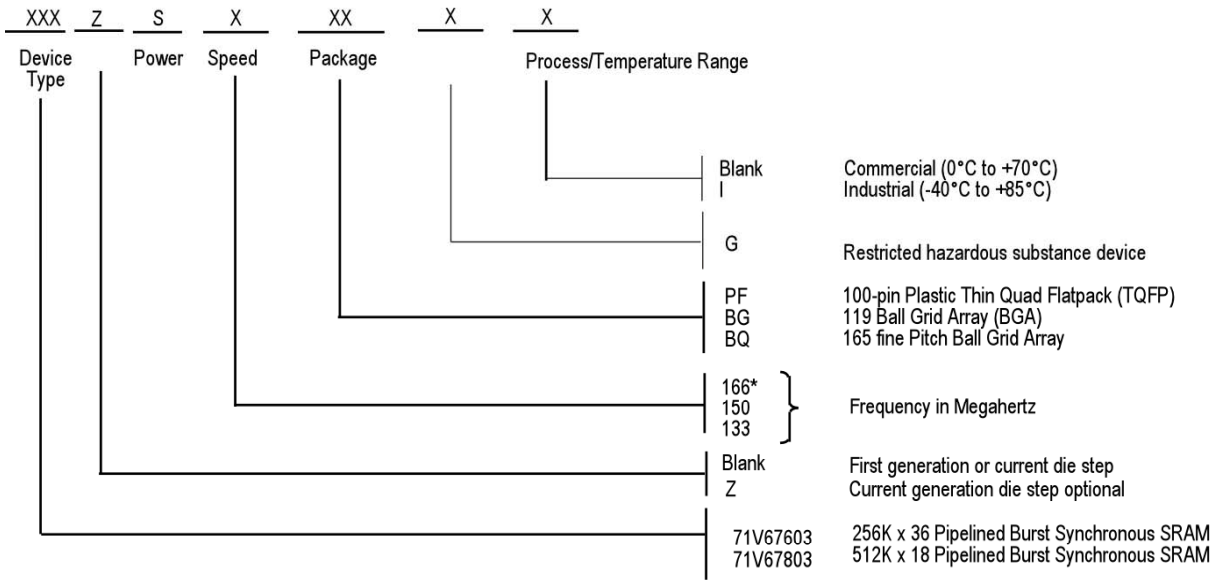 XXX Z S X XX X X
Device Type Power Speed Package Process/Temperature Range
Blank Commercial (0°C to +70°C)
I Industrial (-40°C to +85°C)
G Restricted hazardous substance device
PF 100-pin Plastic Thin Quad Flatpack (TQFP)
BG 119 Ball Grid Array (BGA)
BQ 165 fine Pitch Ball Grid Array
166*
150 Frequency in Megahertz
133
Blank First generation or current die step
Z Current generation die step optional
71V67603 256K x 36 Pipelined Burst Synchronous SRAM
71V67803 512K x 18 Pipelined Burst Synchronous SRAM